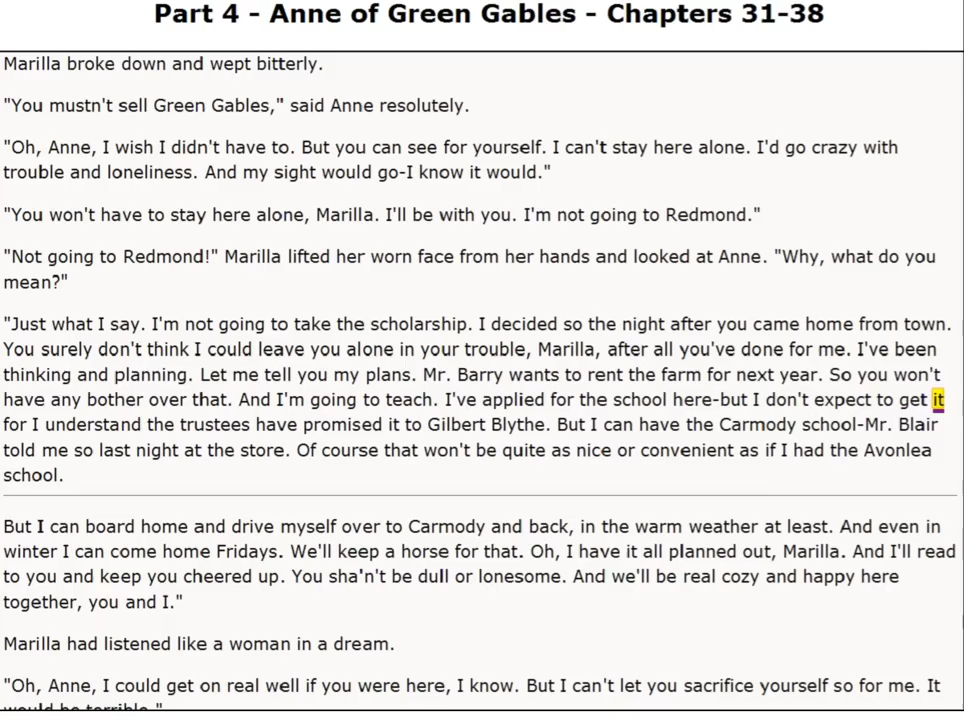 Part 4 - Anne of Green Gables - Chapters 31-38
Marilla broke down and wept bitterly.
"You mustn't sell Green Gables," said Anne resolutely.
"Oh, Anne, I wish I didn't have to. But you can see for yourself. I can't stay here alone. I'd go crazy with
trouble and loneliness. And my sight would go-I know it would."
"You won't have to stay here alone, Marilla. I'll be with you. I'm not going to Redmond."
"Not going to Redmond!" Marilla lifted her worn face from her hands and looked at Anne. "Why, what do you
mean?"
"Just what I say. I'm not going to take the scholarship. I decided so the night after you came home from town.
You surely don't think I could leave you alone in your trouble, Marilla, after all you've done for me. I've been
thinking and planning. Let me tell you my plans. Mr. Barry wants to rent the farm for next year. So you won't
have any bother over that. And I'm going to teach. I've applied for the school here-but I don't expect to get it
for I understand the trustees have promised it to Gilbert Blythe. But I can have the Carmody school-Mr. Blair
told me so last night at the store. Of course that won't be quite as nice or convenient as if I had the Avonlea
school.
But I can board home and drive myself over to Carmody and back, in the warm weather at least. And even in
winter I can come home Fridays. We'll keep a horse for that. Oh, I have it all planned out, Marilla. And I'll read
to you and keep you cheered up. You sha'n't be dull or lonesome. And we'll be real cozy and happy here
together, you and I."
Marilla had listened like a woman in a dream.
"Oh, Anne, I could get on real well if you were here, I know. But I can't let you sacrifice yourself so for me. It
would be terrible."